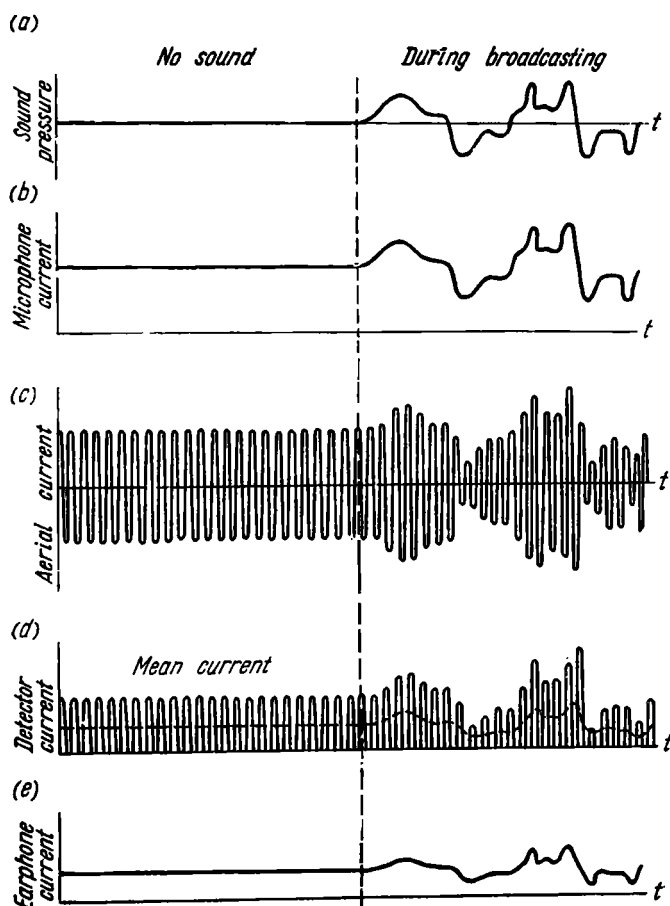 (a)
No sound
During broadcasting
Sound
pressure
t
(b)
Microphone
current
t
(c)
Aerial current
t
(d)
Mean current
Detector
current
t
(e)
Earphone
current
t